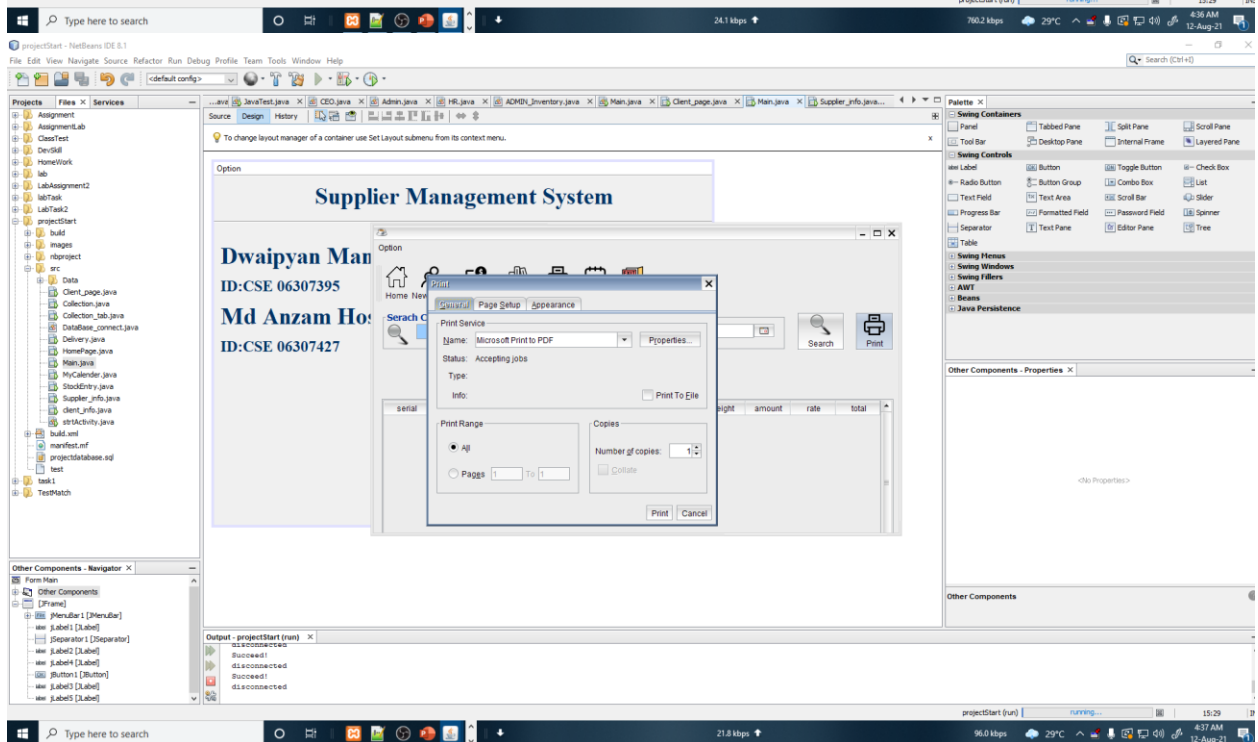 projectStart (run) running... 15:29 INS
Type here to search 24.1 kbps 760.2 kbps 29°C 4:36 AM
12-Aug-21
projectStart - NetBeans IDE 8.1
File Edit View Navigate Source Refactor Run Debug Profile Team Tools Window Help
Search (Ctrl+I)
<default config>
Projects Files Services
...ava JavaTest.java CEO.java Admin.java HR.java ADMIN_Inventory.java Main.java Client_page.java Main.java Supplier_info.java...
Source Design History
To change layout manager of a container use Set Layout submenu from its context menu.
Assignment
AssignmentLab
ClassTest
DevSkill
HomeWork
lab
LabAssignment2
labTask
LabTask2
projectStart
build
images
nbproject
src
Data
Client_page.java
Collection.java
Collection_tab.java
DataBase_connect.java
Delivery.java
HomePage.java
Main.java
MyCalender.java
StockEntry.java
Supplier_info.java
client_info.java
strtActivity.java
build.xml
manifest.mf
projectdatabase.sql
test
task1
TestMatch
Option
Supplier Management System
Dwaipyan Man
ID:CSE 06307395
Md Anzam Hos
ID:CSE 06307427
Option
Home New
Serach C
Search Print
serial eight amount rate total
Print
General Page Setup Appearance
Print Service
Name: Microsoft Print to PDF Properties...
Status: Accepting jobs
Type:
Info: Print To File
Print Range
All
Pages 1 To 1
Copies
Number of copies: 1
Collate
Print Cancel
Palette
Swing Containers
Panel Tabbed Pane Split Pane Scroll Pane
Tool Bar Desktop Pane Internal Frame Layered Pane
Swing Controls
label Label Button Toggle Button Check Box
Radio Button Button Group Combo Box List
Text Field Text Area Scroll Bar Slider
Progress Bar Formatted Field Password Field Spinner
Separator Text Pane Editor Pane Tree
Table
Swing Menus
Swing Windows
Swing Fillers
AWT
Beans
Java Persistence
Other Components - Properties
<No Properties>
Other Components
Other Components - Navigator
Form Main
Other Components
[JFrame]
jMenuBar1 [JMenuBar]
jLabel1 [JLabel]
jSeparator1 [JSeparator]
jLabel2 [JLabel]
jLabel4 [JLabel]
jButton1 [JButton]
jLabel3 [JLabel]
jLabel5 [JLabel]
Output - projectStart (run)
disconnected
Succeed!
disconnected
Succeed!
disconnected
projectStart (run) running... 15:29
Type here to search 21.8 kbps 96.0 kbps 29°C 4:37 AM
12-Aug-21